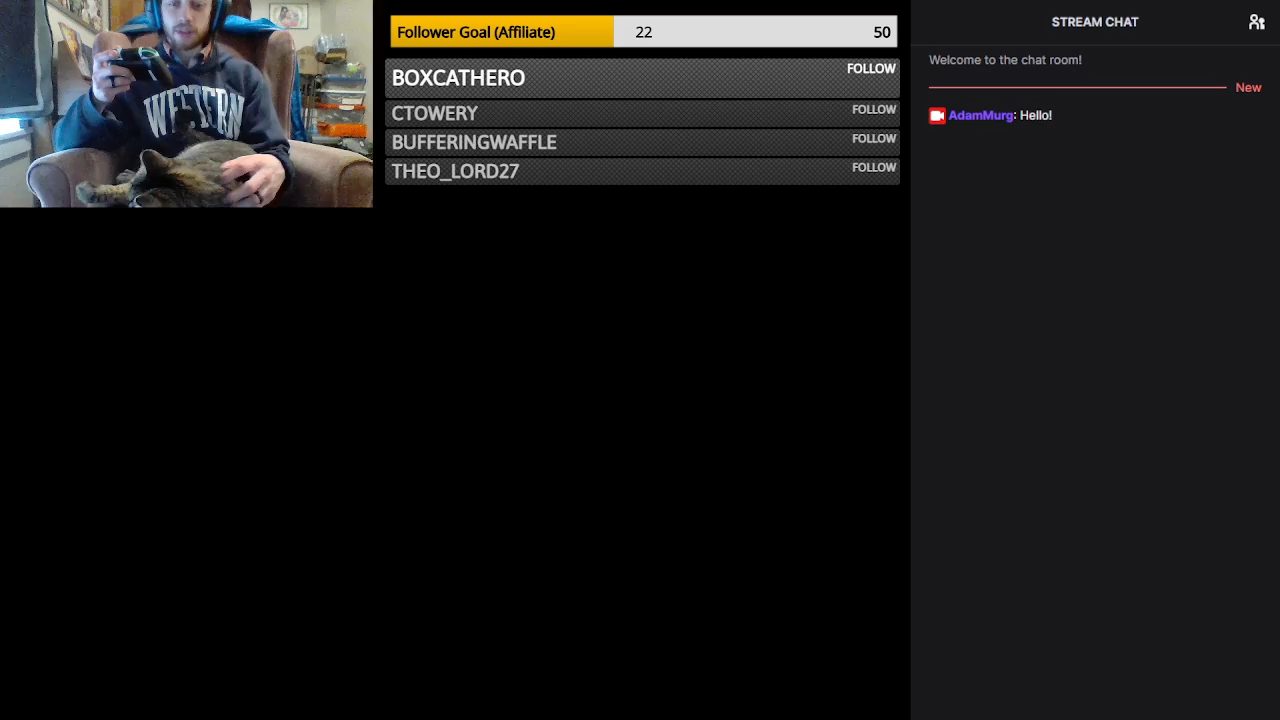 WESTERN
Follower Goal (Affiliate) 22 50
BOXCATHERO FOLLOW
CTOWERY FOLLOW
BUFFERINGWAFFLE FOLLOW
THEO_LORD27 FOLLOW
STREAM CHAT
Welcome to the chat room!
New
AdamMurg: Hello!